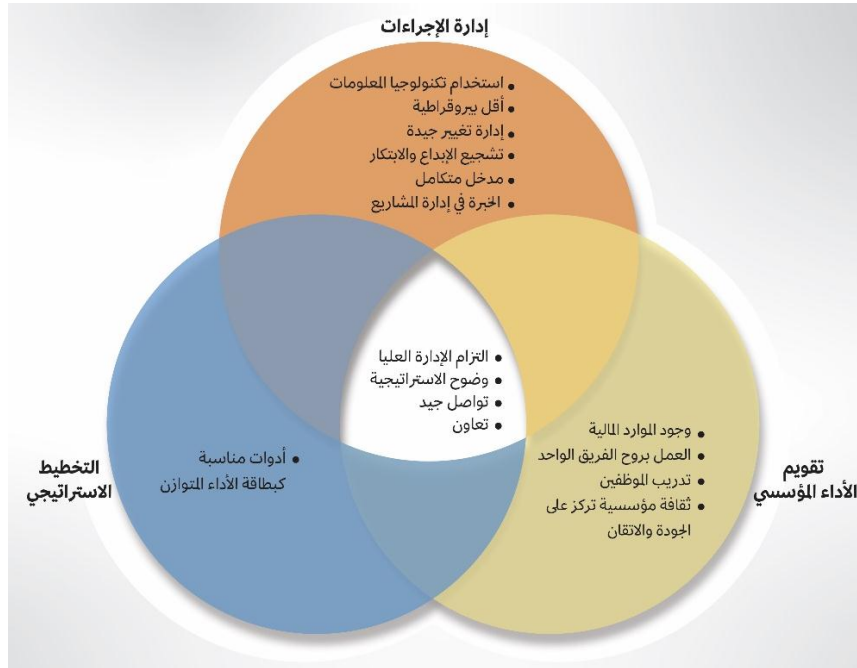 إدارة الإجراءات
• استخدام تكنولوجيا المعلومات
• أقل بيروقراطية
• إدارة تغيير جيدة
• تشجيع الإبداع والابتكار
• مدخل متكامل
• الخبرة في إدارة المشاريع
• التزام الإدارة العليا
• وضوح الاستراتيجية
• تواصل جيد
• تعاون
تقويم
الأداء المؤسسي
• وجود الموارد المالية
• العمل بروح الفريق الواحد
• تدريب الموظفين
• ثقافة مؤسسية تركز على
الجودة والاتقان
• أدوات مناسبة
كبطاقة الأداء المتوازن
التخطيط
الاستراتيجي